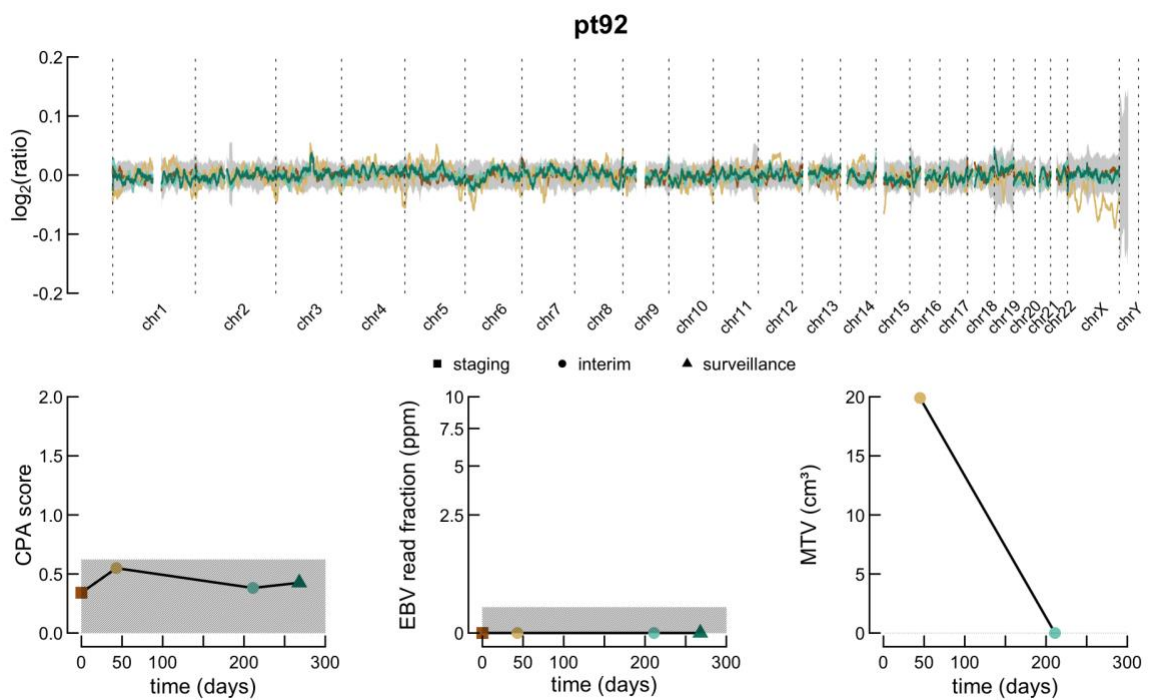 pt92
log2(ratio)
0.2
0.1
0.0
-0.1
-0.2
chr1 chr2 chr3 chr4 chr5 chr6 chr7 chr8 chr9 chr10 chr11 chr12 chr13 chr14 chr15 chr16 chr17 chr18 chr19 chr20 chr21 chr22 chrX chrY
staging interim surveillance
CPA score
2.0
1.5
1.0
0.5
0.0
0 50 100 200 300
time (days)
EBV read fraction (ppm)
10
7.5
5
2.5
0
0 50 100 200 300
time (days)
MTV (cm³)
20
15
10
5
0
0 50 100 200 300
time (days)